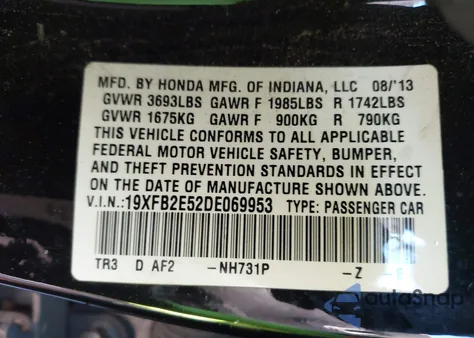 MFD. BY HONDA MFG. OF INDIANA, LLC 08/'13
GVWR 3693LBS GAWR F 1985LBS R 1742LBS
GVWR 1675KG GAWR F 900KG R 790KG
THIS VEHICLE CONFORMS TO ALL APPLICABLE
FEDERAL MOTOR VEHICLE SAFETY, BUMPER,
AND THEFT PREVENTION STANDARDS IN EFFECT
ON THE DATE OF MANUFACTURE SHOWN ABOVE.
V.I.N.:19XFB2E52DE069953 TYPE: PASSENGER CAR
TR3 D AF2 -NH731P -Z
autoSnap